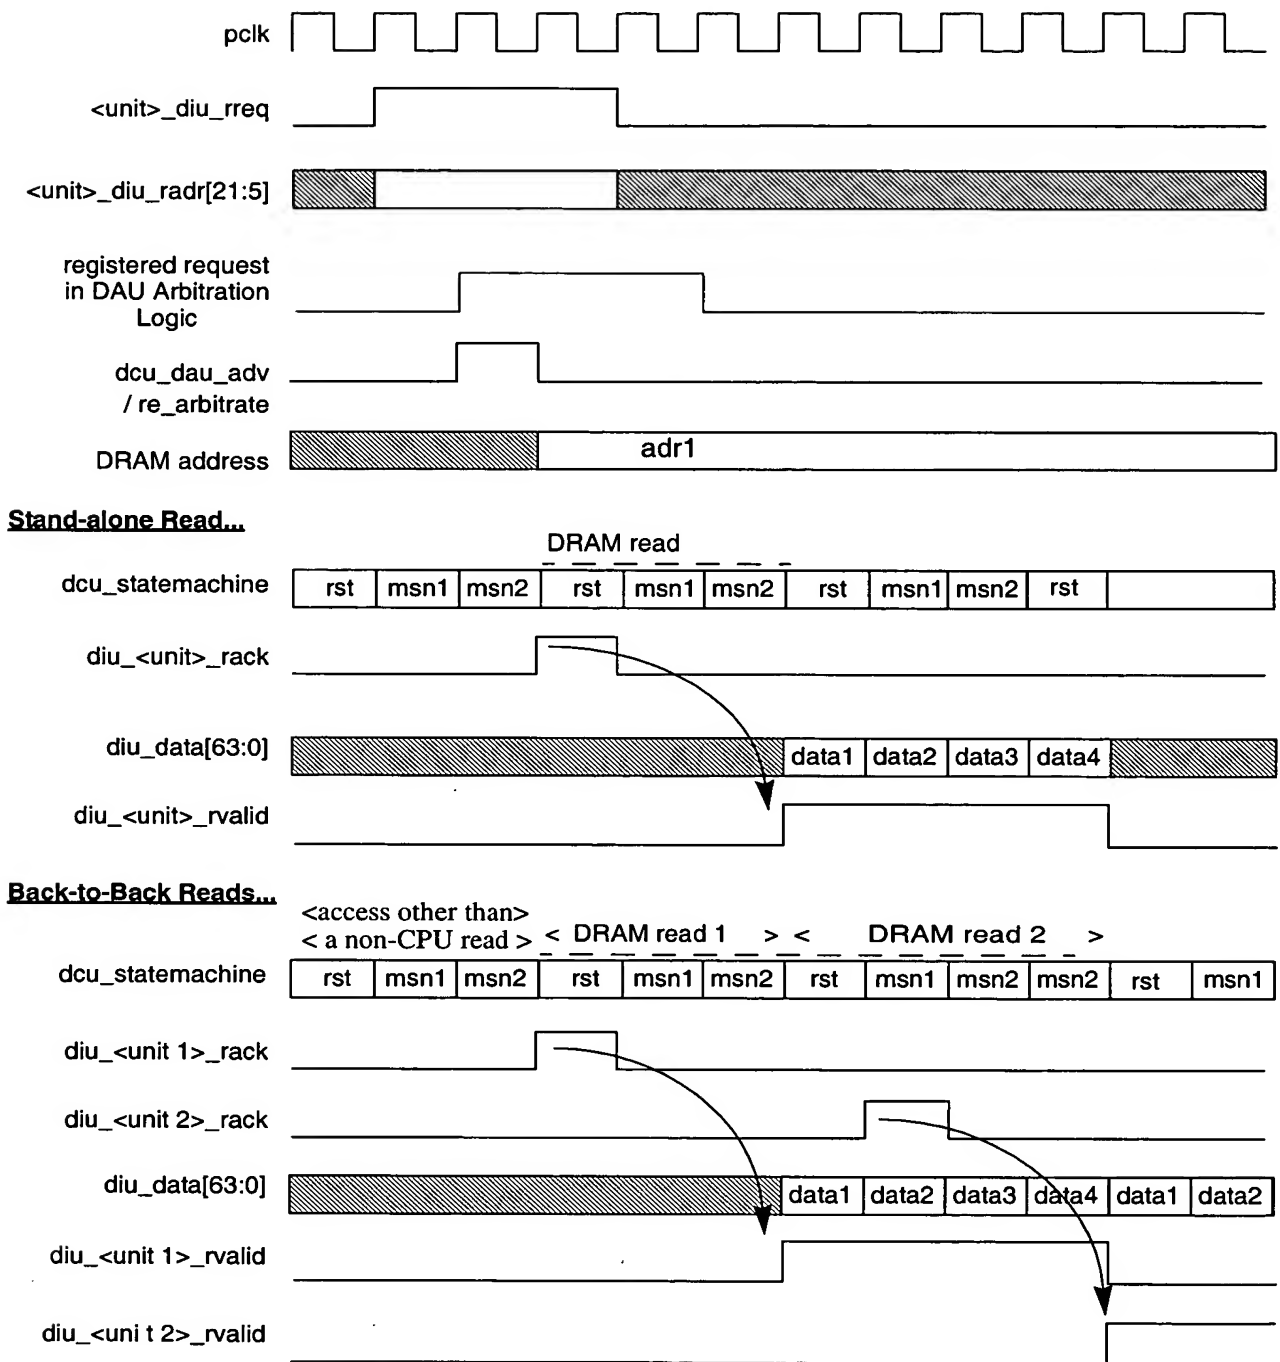 pclk
<unit>_diu_rreq
<unit>_diu_radr[21:5]
registered request
in DAU Arbitration
Logic
dcu_dau_adv
/ re_arbitrate
DRAM address adr1
Stand-alone Read...
DRAM read
dcu_statemachine rst msn1 msn2 rst msn1 msn2 rst msn1 msn2 rst
diu_<unit>_rack
diu_data[63:0] data1 data2 data3 data4
diu_<unit>_rvalid
Back-to-Back Reads...
<access other than>
< a non-CPU read > < DRAM read 1 > < DRAM read 2 >
dcu_statemachine rst msn1 msn2 rst msn1 msn2 rst msn1 msn2 msn2 rst msn1
diu_<unit 1>_rack
diu_<unit 2>_rack
diu_data[63:0] data1 data2 data3 data4 data1 data2
diu_<unit 1>_rvalid
diu_<uni t 2>_rvalid